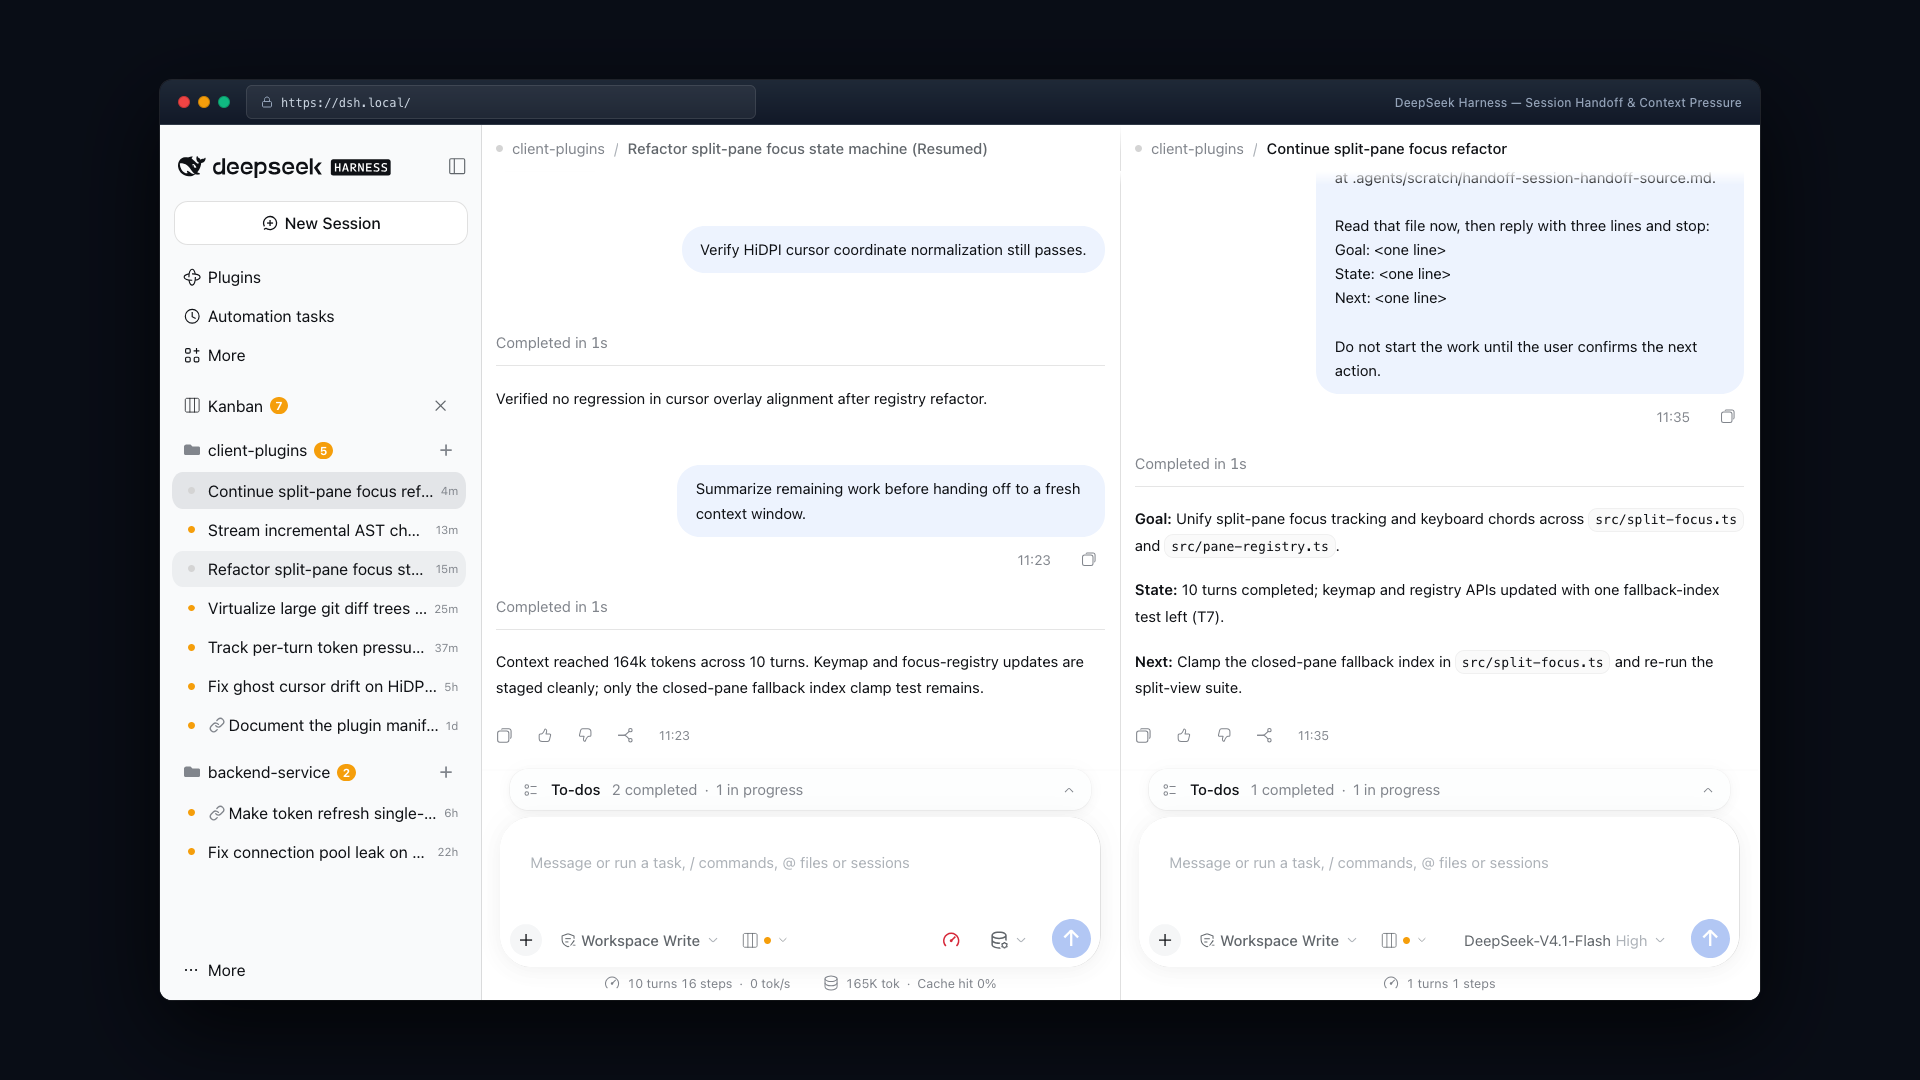 https://dsh.local/
DeepSeek Harness — Session Handoff & Context Pressure
deepseek HARNESS
New Session
Plugins
Automation tasks
More
Kanban 7
client-plugins 5
Continue split-pane focus ref... 4m
Stream incremental AST ch... 13m
Refactor split-pane focus st... 15m
Virtualize large git diff trees ... 25m
Track per-turn token pressu... 37m
Fix ghost cursor drift on HiDP... 5h
Document the plugin manif... 1d
backend-service 2
Make token refresh single-... 6h
Fix connection pool leak on ... 22h
More
client-plugins / Refactor split-pane focus state machine (Resumed)
Verify HiDPI cursor coordinate normalization still passes.
Completed in 1s
Verified no regression in cursor overlay alignment after registry refactor.
Summarize remaining work before handing off to a fresh
context window.
11:23
Completed in 1s
Context reached 164k tokens across 10 turns. Keymap and focus-registry updates are
staged cleanly; only the closed-pane fallback index clamp test remains.
11:23
To-dos 2 completed · 1 in progress
Message or run a task, / commands, @ files or sessions
Workspace Write
10 turns 16 steps · 0 tok/s 165K tok · Cache hit 0%
client-plugins / Continue split-pane focus refactor
at .agents/scratch/handoff-session-handoff-source.md.
Read that file now, then reply with three lines and stop:
Goal: <one line>
State: <one line>
Next: <one line>
Do not start the work until the user confirms the next
action.
11:35
Completed in 1s
Goal: Unify split-pane focus tracking and keyboard chords across src/split-focus.ts
and src/pane-registry.ts.
State: 10 turns completed; keymap and registry APIs updated with one fallback-index
test left (T7).
Next: Clamp the closed-pane fallback index in src/split-focus.ts and re-run the
split-view suite.
11:35
To-dos 1 completed · 1 in progress
Message or run a task, / commands, @ files or sessions
Workspace Write
DeepSeek-V4.1-Flash High
1 turns 1 steps